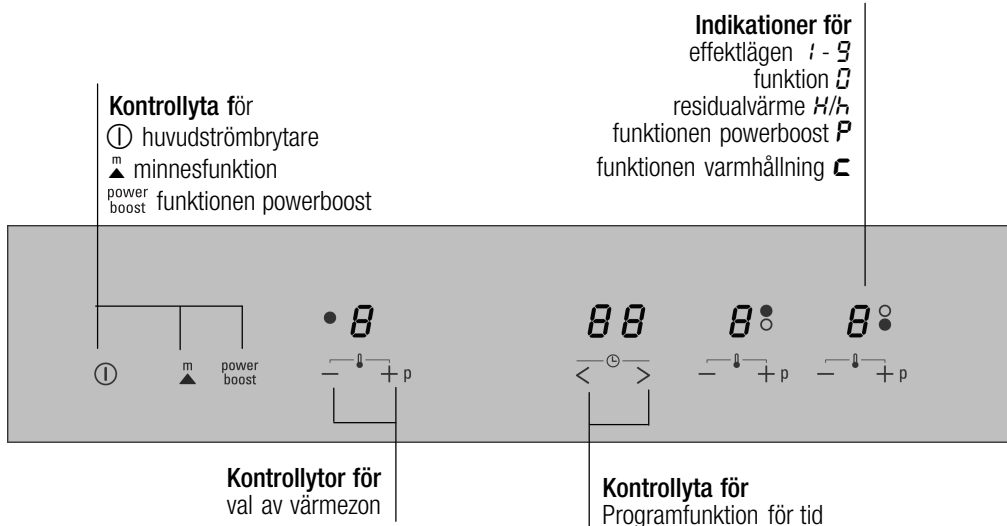 Indikationer för
effektlägen 1 - 9
funktion 0
residualvärme H/h
funktionen powerboost P
funktionen varmhållning c
Kontrollyta för
huvudströmbrytare
m minnesfunktion
power boost funktionen powerboost
8 88 8 8
m power
boost
− + p < > − + p − + p
Kontrollytor för
val av värmezon
Kontrollyta för
Programfunktion för tid